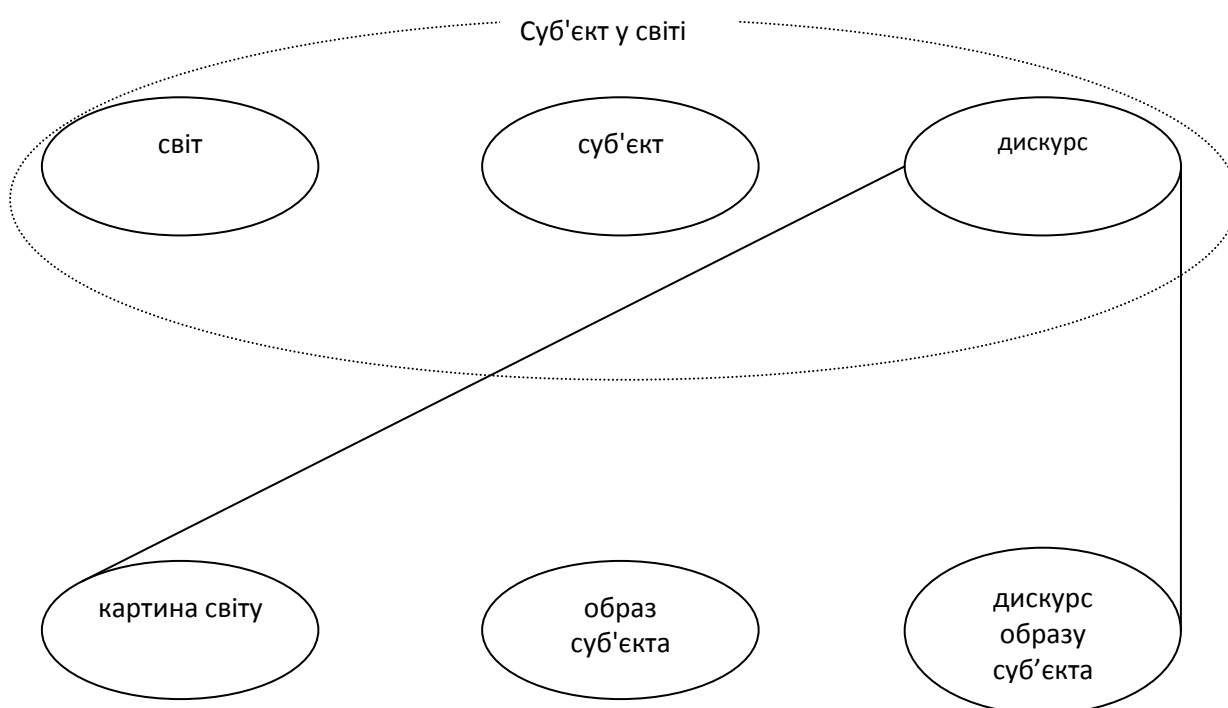 Суб'єкт у світі
світ
суб'єкт
дискурс
картина світу
образ
суб'єкта
дискурс
образу
суб’єкта